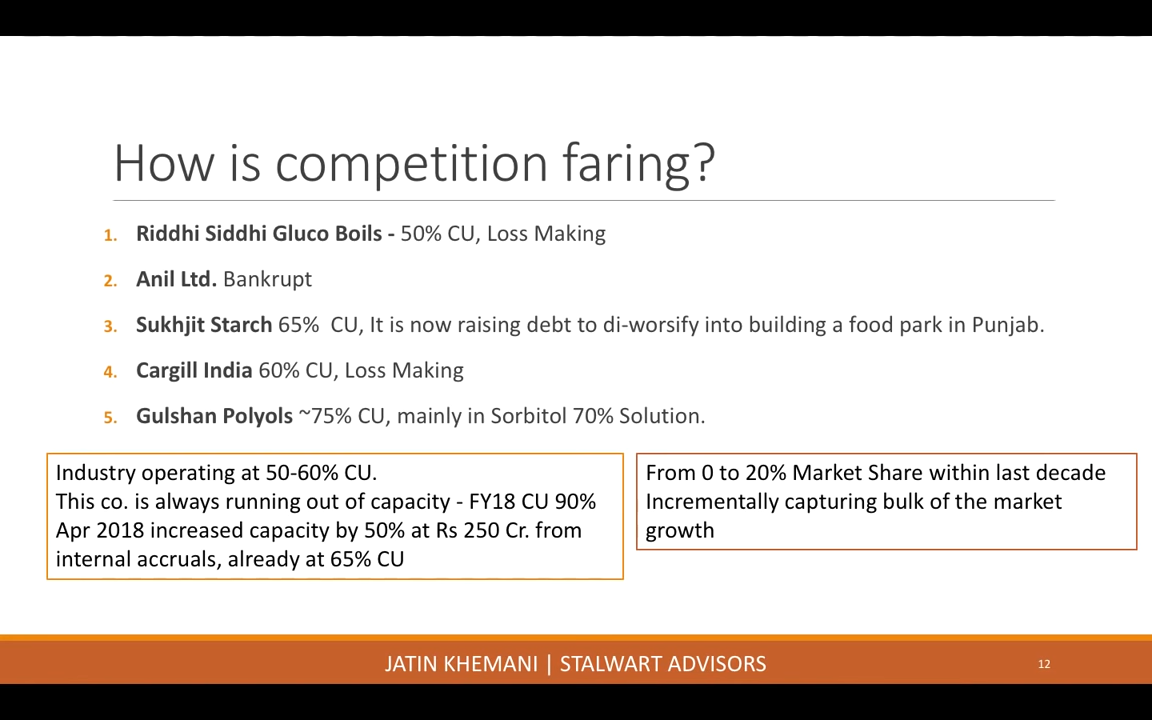 How is competition faring?
1. Riddhi Siddhi Gluco Boils - 50% CU, Loss Making
2. Anil Ltd. Bankrupt
3. Sukhjit Starch 65% CU, It is now raising debt to di-worsify into building a food park in Punjab.
4. Cargill India 60% CU, Loss Making
5. Gulshan Polyols ~75% CU, mainly in Sorbitol 70% Solution.
Industry operating at 50-60% CU.
This co. is always running out of capacity - FY18 CU 90%
Apr 2018 increased capacity by 50% at Rs 250 Cr. from
internal accruals, already at 65% CU
From 0 to 20% Market Share within last decade
Incrementally capturing bulk of the market
growth
JATIN KHEMANI | STALWART ADVISORS
12